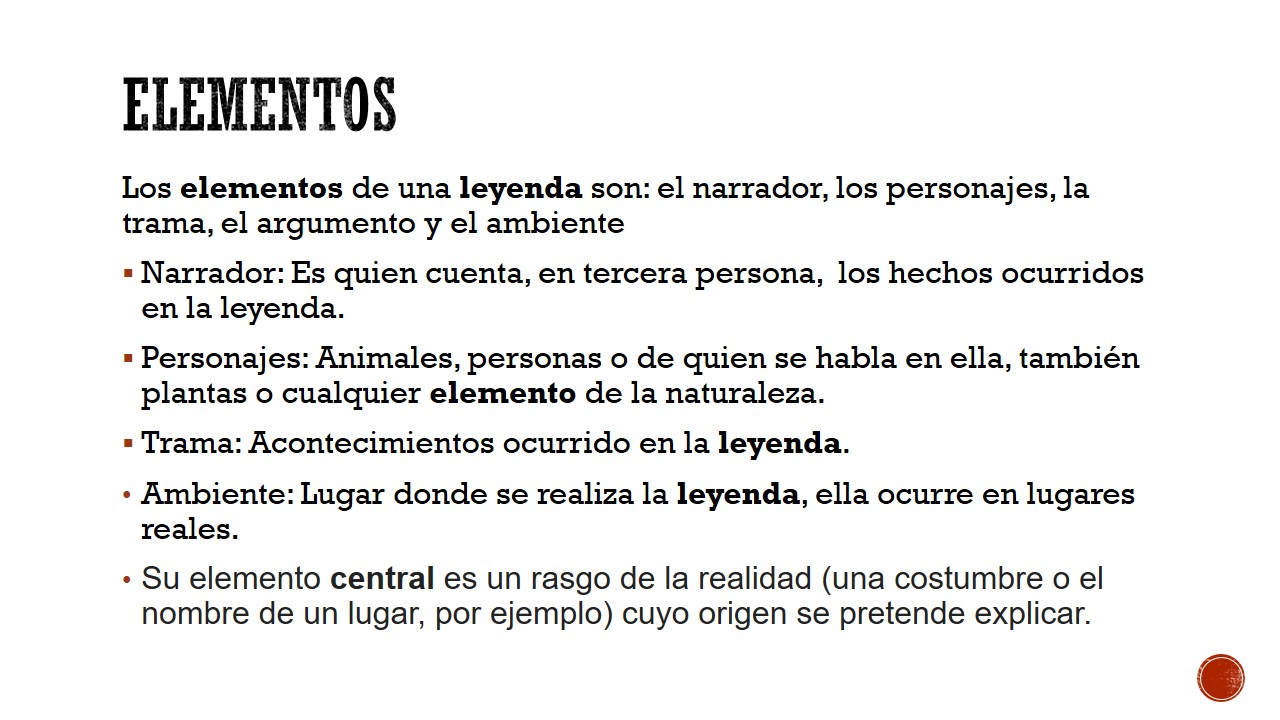 ELEMENTOS
Los elementos de una leyenda son: el narrador, los personajes, la
trama, el argumento y el ambiente
▪ Narrador: Es quien cuenta, en tercera persona,  los hechos ocurridos
en la leyenda.
▪ Personajes: Animales, personas o de quien se habla en ella, también
plantas o cualquier elemento de la naturaleza.
▪ Trama: Acontecimientos ocurrido en la leyenda.
• Ambiente: Lugar donde se realiza la leyenda, ella ocurre en lugares
reales.
• Su elemento central es un rasgo de la realidad (una costumbre o el
nombre de un lugar, por ejemplo) cuyo origen se pretende explicar.